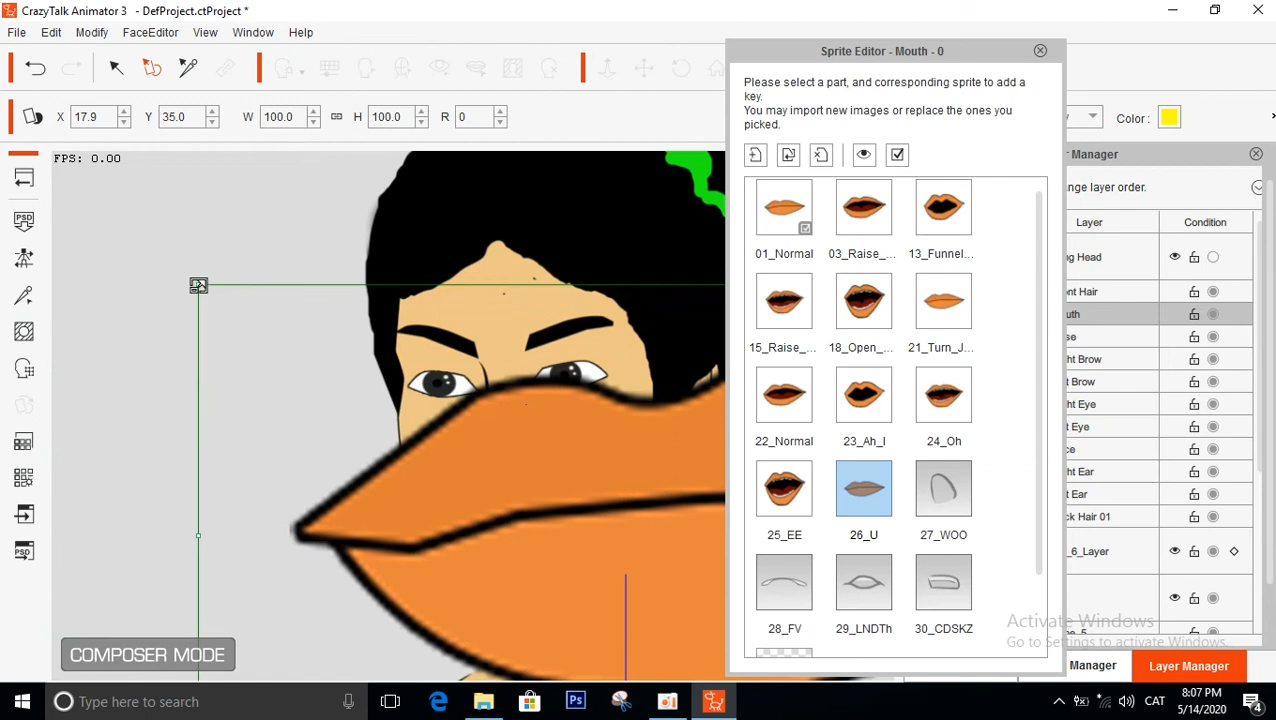 CrazyTalk Animator 3 - DefProject.ctProject *
File Edit Modify FaceEditor View Window Help
X 17.9 Y 35.0 W 100.0 H 100.0 R 0
Color :
FPS: 0.00
Sprite Editor - Mouth - 0
Please select a part, and corresponding sprite to add a
key.
You may import new images or replace the ones you
picked.
01_Normal 03_Raise_... 13_Funnel...
15_Raise_... 18_Open_... 21_Turn_J...
22_Normal 23_Ah_I 24_Oh
25_EE 26_U 27_WOO
28_FV 29_LNDTh 30_CDSKZ
Manager
nge layer order.
Layer Condition
ng Head
nt Hair
uth
se
ht Brow
t Brow
ht Eye
t Eye
ce
ht Ear
t Ear
ck Hair 01
_6_Layer
COMPOSER MODE
Activate Windows
Go to Settings to activate Windows.
Manager Layer Manager
Type here to search
CAT
8:07 PM
5/14/2020
4